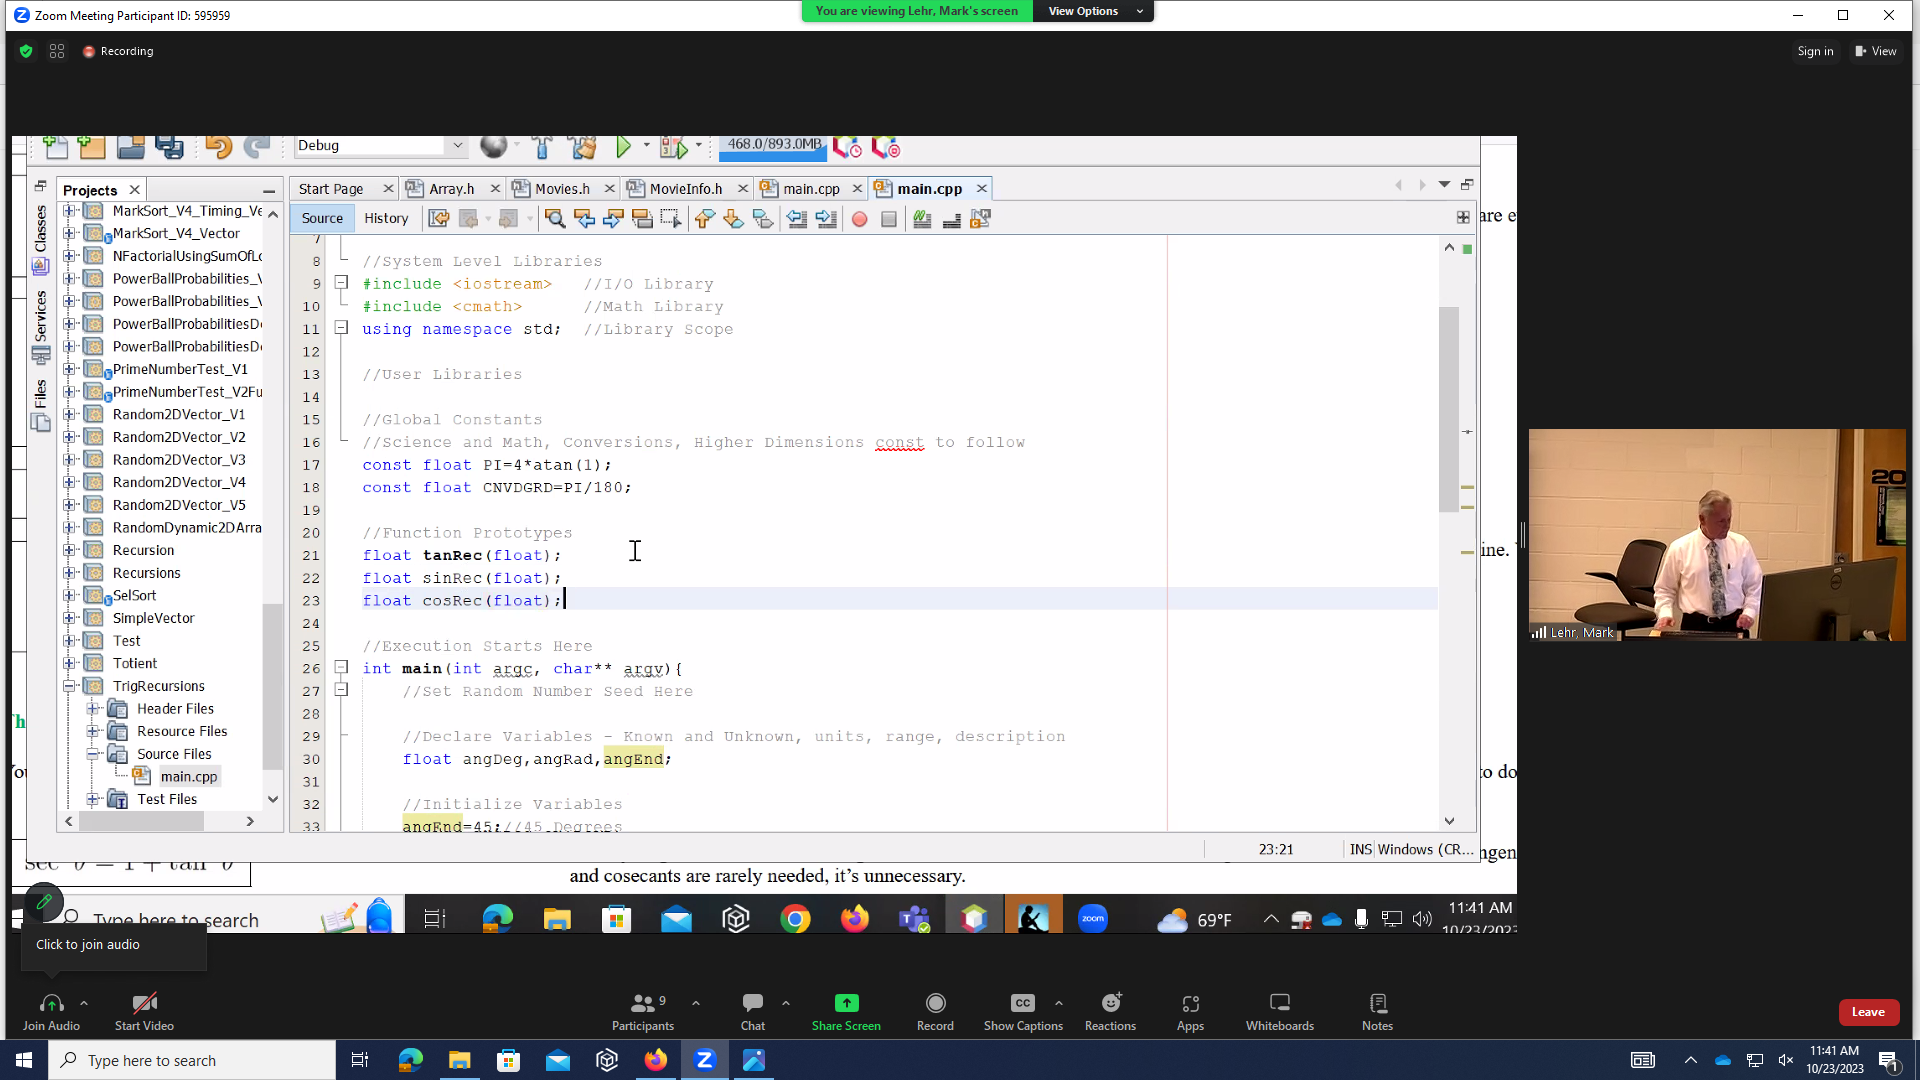 Zoom Meeting Participant ID: 595959
You are viewing Lehr, Mark's screen
View Options
Recording
Sign in
View
Debug
468.0/893.0MB
Projects
Start Page
Array.h
Movies.h
MovieInfo.h
main.cpp
main.cpp
Source
History
Classes
Services
Files
MarkSort_V4_Timing_Ve
MarkSort_V4_Vector
NFactorialUsingSumOfLo
PowerBallProbabilities_V
PowerBallProbabilities_V
PowerBallProbabilitiesDe
PowerBallProbabilitiesD
PrimeNumberTest_V1
PrimeNumberTest_V2Fu
Random2DVector_V1
Random2DVector_V2
Random2DVector_V3
Random2DVector_V4
Random2DVector_V5
RandomDynamic2DArra
Recursion
Recursions
SelSort
SimpleVector
Test
Totient
TrigRecursions
Header Files
Resource Files
Source Files
main.cpp
Test Files
7
8 //System Level Libraries
9 #include <iostream> //I/O Library
10 #include <cmath> //Math Library
11 using namespace std; //Library Scope
12
13 //User Libraries
14
15 //Global Constants
16 //Science and Math, Conversions, Higher Dimensions const to follow
17 const float PI=4*atan(1);
18 const float CNVDGRD=PI/180;
19
20 //Function Prototypes
21 float tanRec(float);
22 float sinRec(float);
23 float cosRec(float);
24
25 //Execution Starts Here
26 int main(int argc, char** argv){
27 //Set Random Number Seed Here
28
29 //Declare Variables - Known and Unknown, units, range, description
30 float angDeg,angRad,angEnd;
31
32 //Initialize Variables
33 angEnd=45;//45 Degrees
23:21
INS
Windows (CR...
are e
ine.
to do
ngen
and cosecants are rarely needed, it's unnecessary.
Type here to search
69°F
11:41 AM
10/23/2023
Lehr, Mark
20
Click to join audio
Join Audio
Start Video
9
Participants
Chat
Share Screen
Record
CC
Show Captions
Reactions
Apps
Whiteboards
Notes
Leave
Type here to search
zoom
11:41 AM
10/23/2023
1